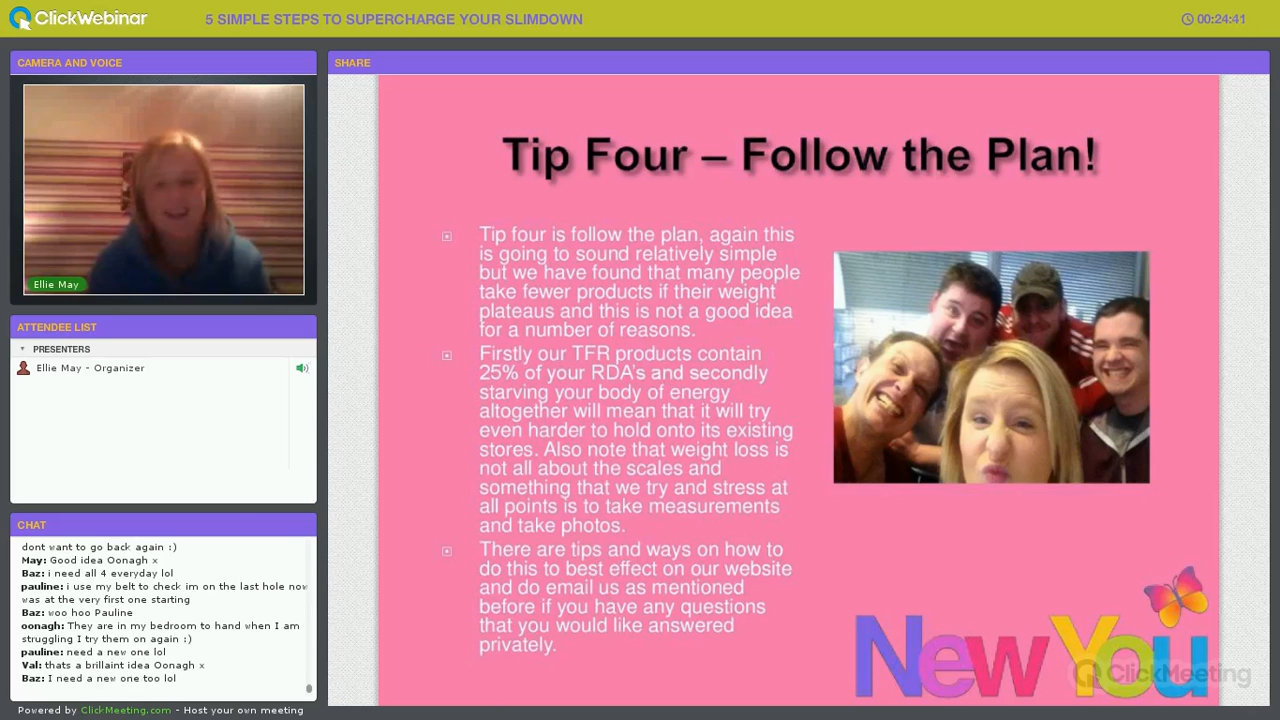 ClickWebinar
5 SIMPLE STEPS TO SUPERCHARGE YOUR SLIMDOWN
00:24:41
CAMERA AND VOICE
Ellie May
ATTENDEE LIST
PRESENTERS
Ellie May - Organizer
CHAT
dont want to go back again :)
May: Good idea Oonagh x
Baz: i need all 4 everyday lol
pauline: i use my belt to check im on the last hole now
was at the very first one starting
Baz: woo hoo Pauline
oonagh: They are in my bedroom to hand when I am
struggling I try them on again :)
pauline: need a new one lol
Val: thats a brillaint idea Oonagh x
Baz: I need a new one too lol
Powered by ClickMeeting.com - Host your own meeting
SHARE
Tip Four – Follow the Plan!
Tip four is follow the plan, again this
is going to sound relatively simple
but we have found that many people
take fewer products if their weight
plateaus and this is not a good idea
for a number of reasons.
Firstly our TFR products contain
25% of your RDA's and secondly
starving your body of energy
altogether will mean that it will try
even harder to hold onto its existing
stores. Also note that weight loss is
not all about the scales and
something that we try and stress at
all points is to take measurements
and take photos.
There are tips and ways on how to
do this to best effect on our website
and do email us as mentioned
before if you have any questions
that you would like answered
privately.
New You
ClickMeeting